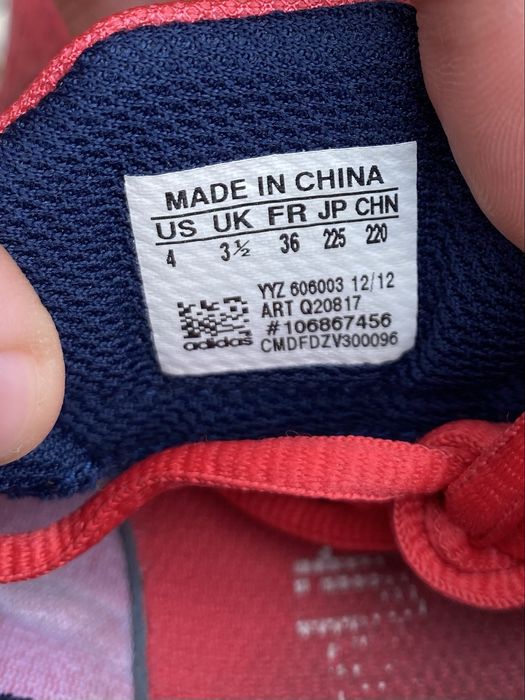 MADE IN CHINA
US UK FR JP CHN
4 3½ 36 225 220
YYZ 606003 12/12
ART Q20817
#106867456
adidas CMDFDZV300096